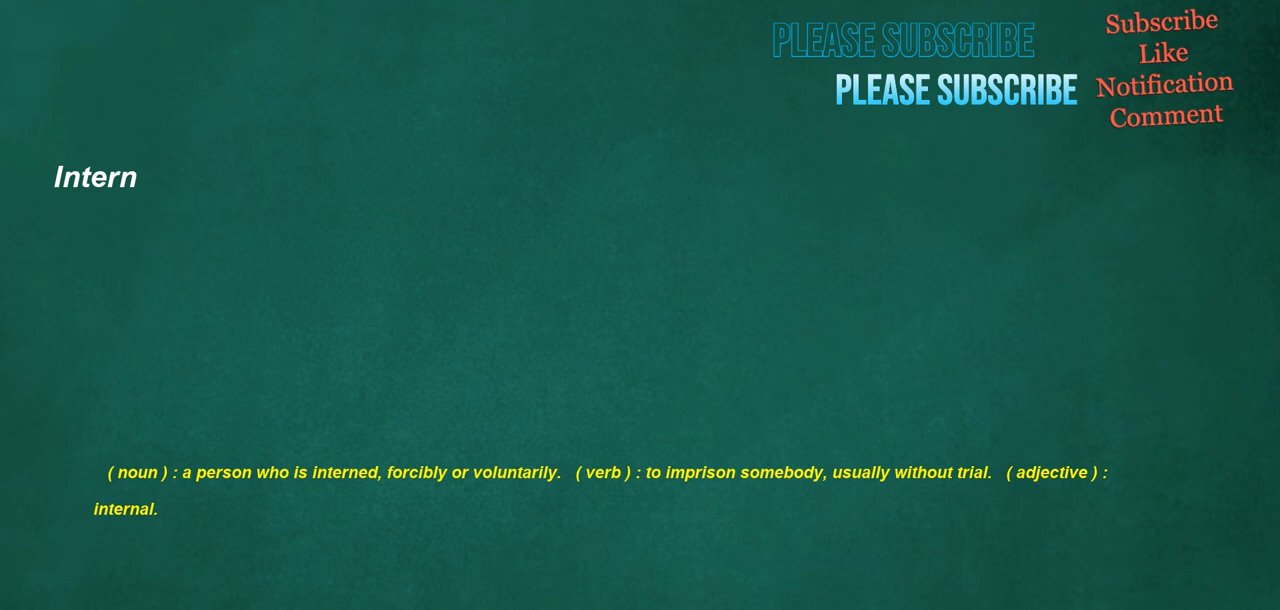 PLEASE SUBSCRIBE
PLEASE SUBSCRIBE
Subscribe
Like
Notification
Comment
Intern
( noun ) : a person who is interned, forcibly or voluntarily. ( verb ) : to imprison somebody, usually without trial. ( adjective ) :
internal.